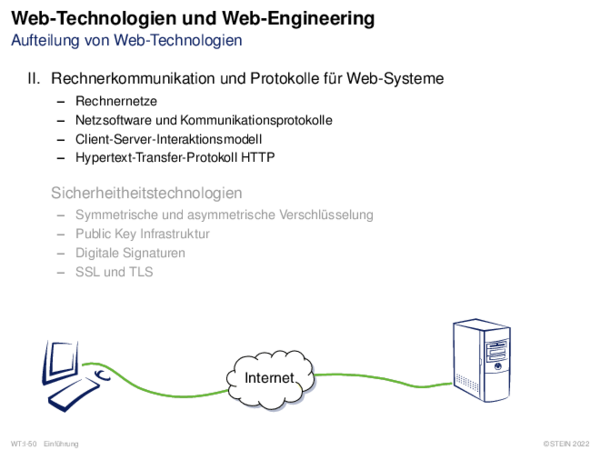 Web-Technologien und Web-Engineering
Aufteilung von Web-Technologien
II. Rechnerkommunikation und Protokolle für Web-Systeme
– Rechnernetze
– Netzsoftware und Kommunikationsprotokolle
– Client-Server-Interaktionsmodell
– Hypertext-Transfer-Protokoll HTTP
Sicherheitheitstechnologien
– Symmetrische und asymmetrische Verschlüsselung
– Public Key Infrastruktur
– Digitale Signaturen
– SSL und TLS
Internet
WT:I-50 Einführung
©STEIN 2022